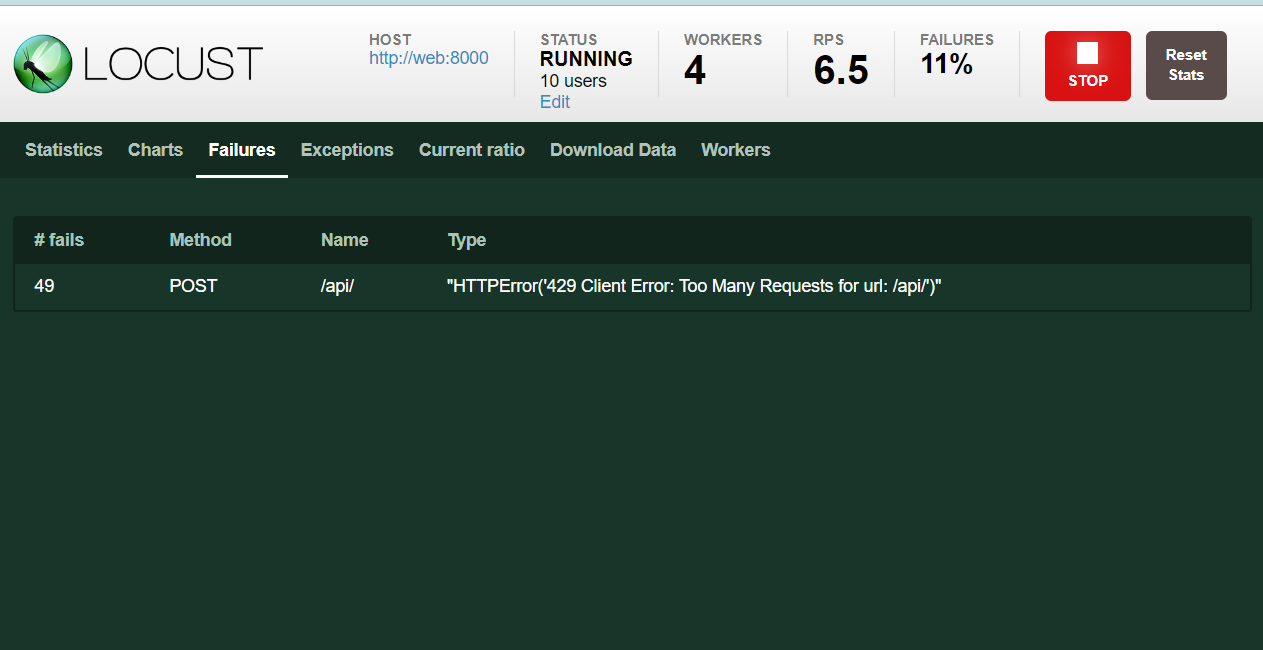 LOCUST
HOST
http://web:8000
STATUS
RUNNING
10 users
Edit
WORKERS
4
RPS
6.5
FAILURES
11%
STOP
Reset
Stats
Statistics Charts Failures Exceptions Current ratio Download Data Workers
# fails Method Name Type
49 POST /api/ "HTTPError('429 Client Error: Too Many Requests for url: /api/')"